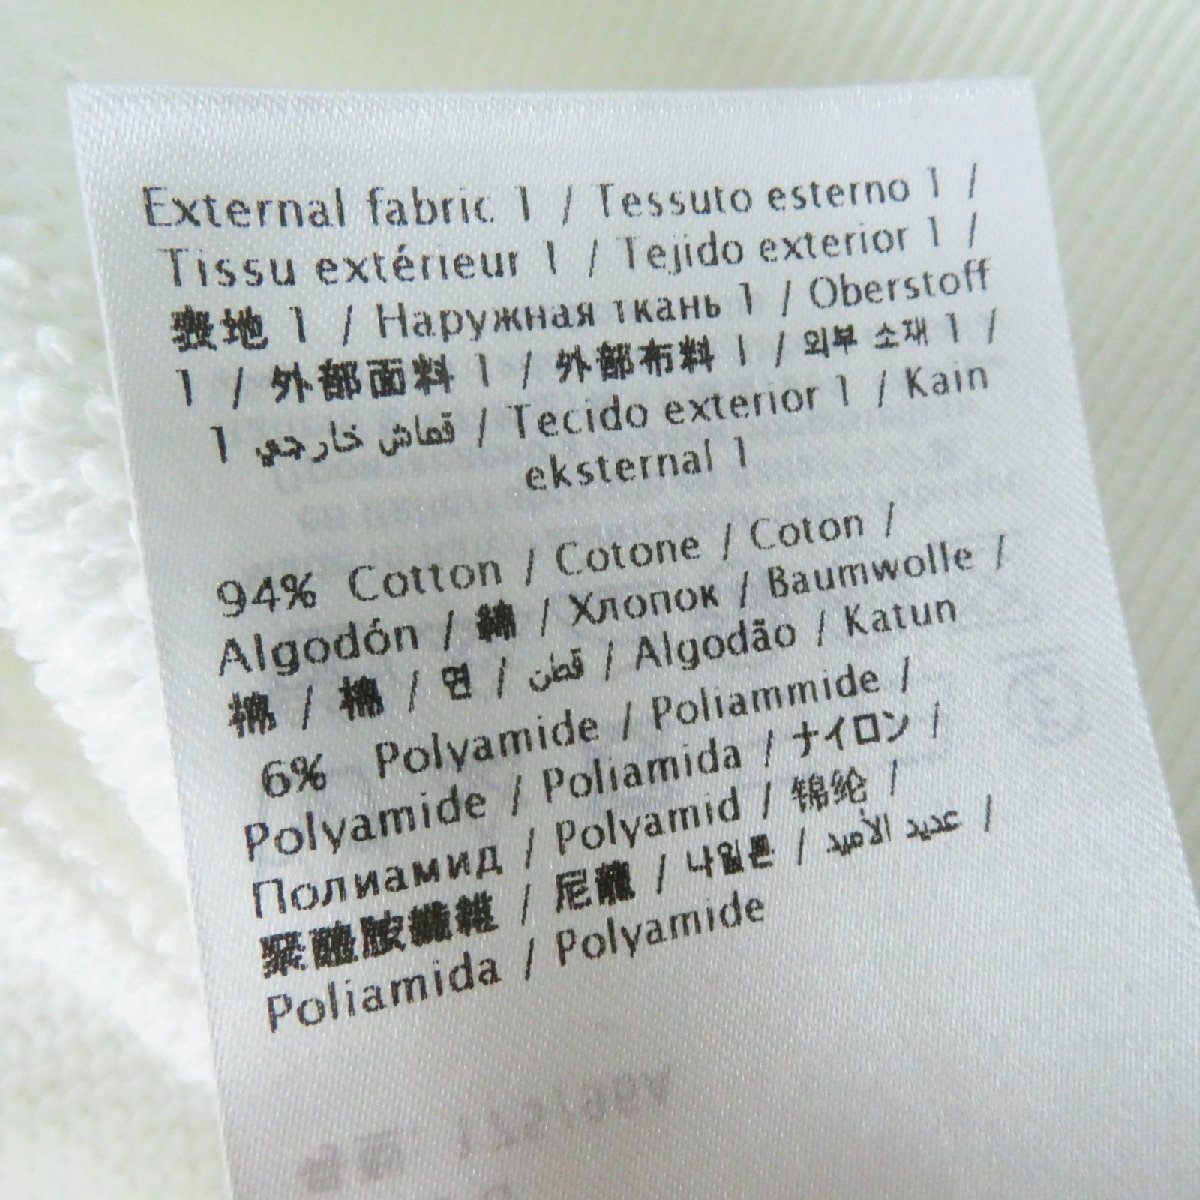 External fabric 1 / Tessuto esterno 1 /
Tissu extérieur 1 / Tejido exterior 1 /
表地 1 / Наружная ткань 1 / Oberstoff
1 / 外部面料 1 / 外部布料 1 / 외부 소재 1 /
1 قماش خارجي / Tecido exterior 1 / Kain
eksternal 1
94% Cotton / Cotone / Coton /
Algodón / 綿 / Хлопок / Baumwolle /
棉 / 棉 / 면 / قطن / Algodão / Katun
6% Polyamide / Poliammide /
Polyamide / Poliamida / ナイロン /
Полиамид / Polyamid / 锦纶 /
聚醯胺纖維 / 尼龍 / 나일론 / عديد الأميد /
Poliamida / Polyamide